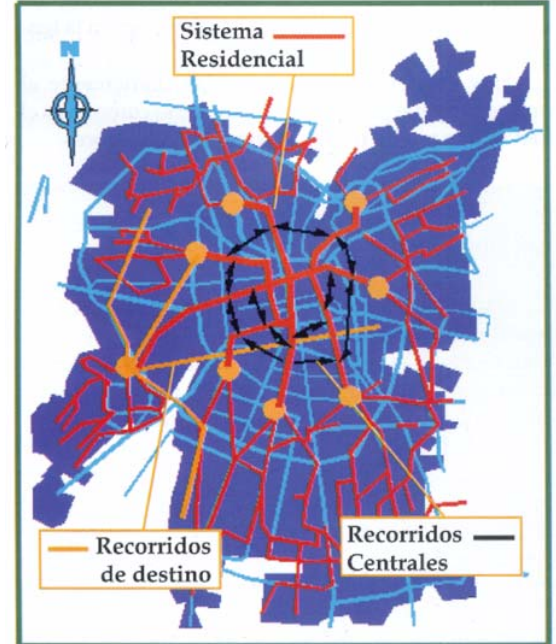 Sistema
Residencial
N
Recorridos
de destino
Recorridos
Centrales